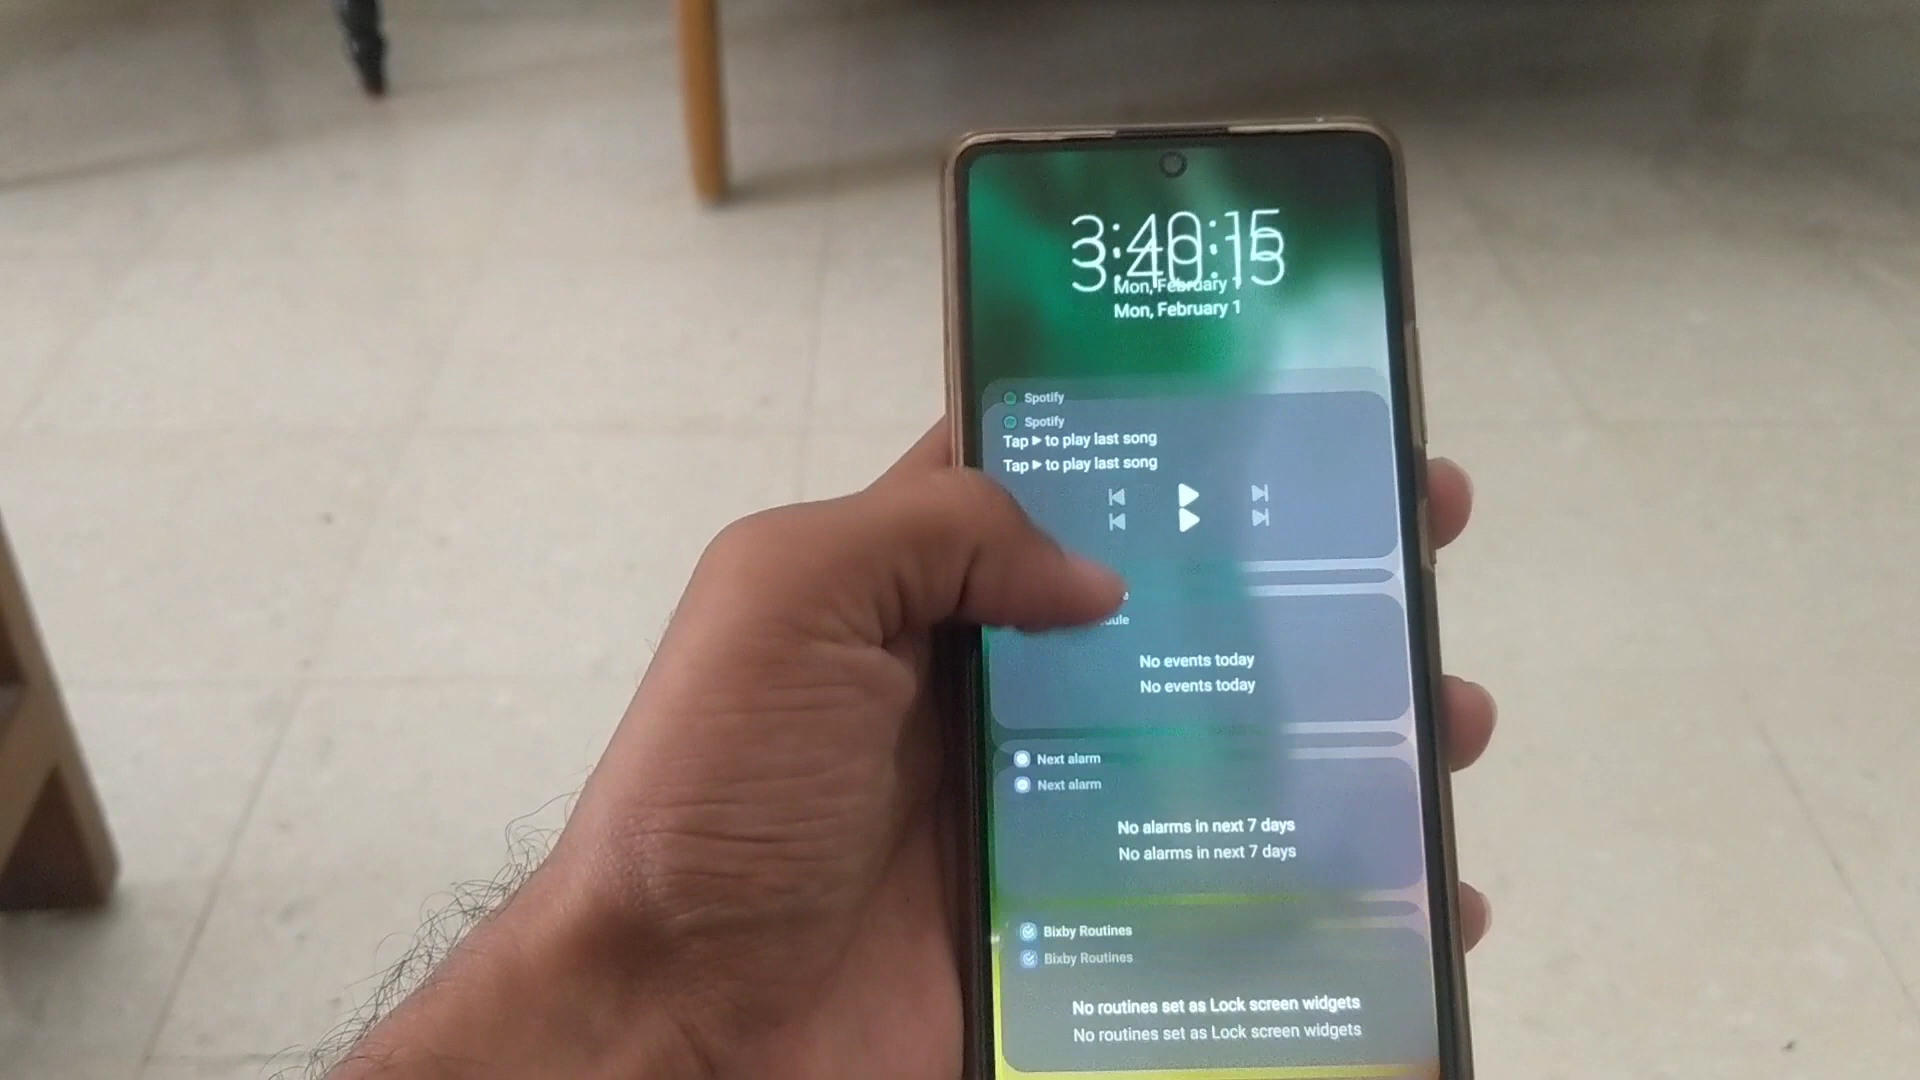 3:40:15
3:40:15
Mon, February 1
Mon, February 1
Spotify
Spotify
Tap ▶ to play last song
Tap ▶ to play last song
No events today
No events today
Next alarm
Next alarm
No alarms in next 7 days
No alarms in next 7 days
Bixby Routines
Bixby Routines
No routines set as Lock screen widgets
No routines set as Lock screen widgets